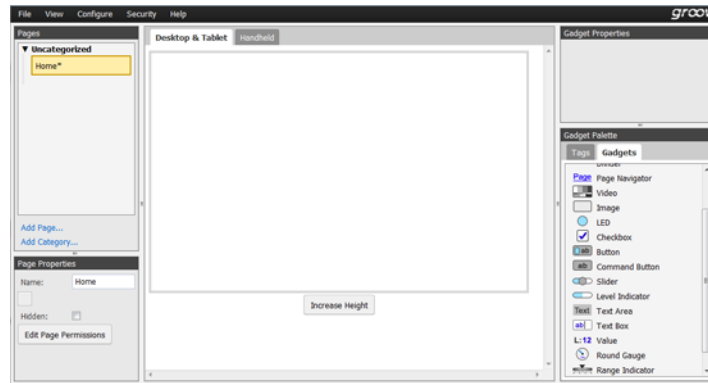 File View Configure Security Help
groov
Pages
▼ Uncategorized
Home*
Add Page...
Add Category...
Page Properties
Name: Home
Hidden:
Edit Page Permissions
Desktop & Tablet Handheld
Increase Height
Gadget Properties
Gadget Palette
Tags Gadgets
Divider
Page Page Navigator
Video
Image
LED
Checkbox
ab Button
ab Command Button
Slider
Level Indicator
Text Text Area
ab Text Box
L:12 Value
Round Gauge
Range Indicator